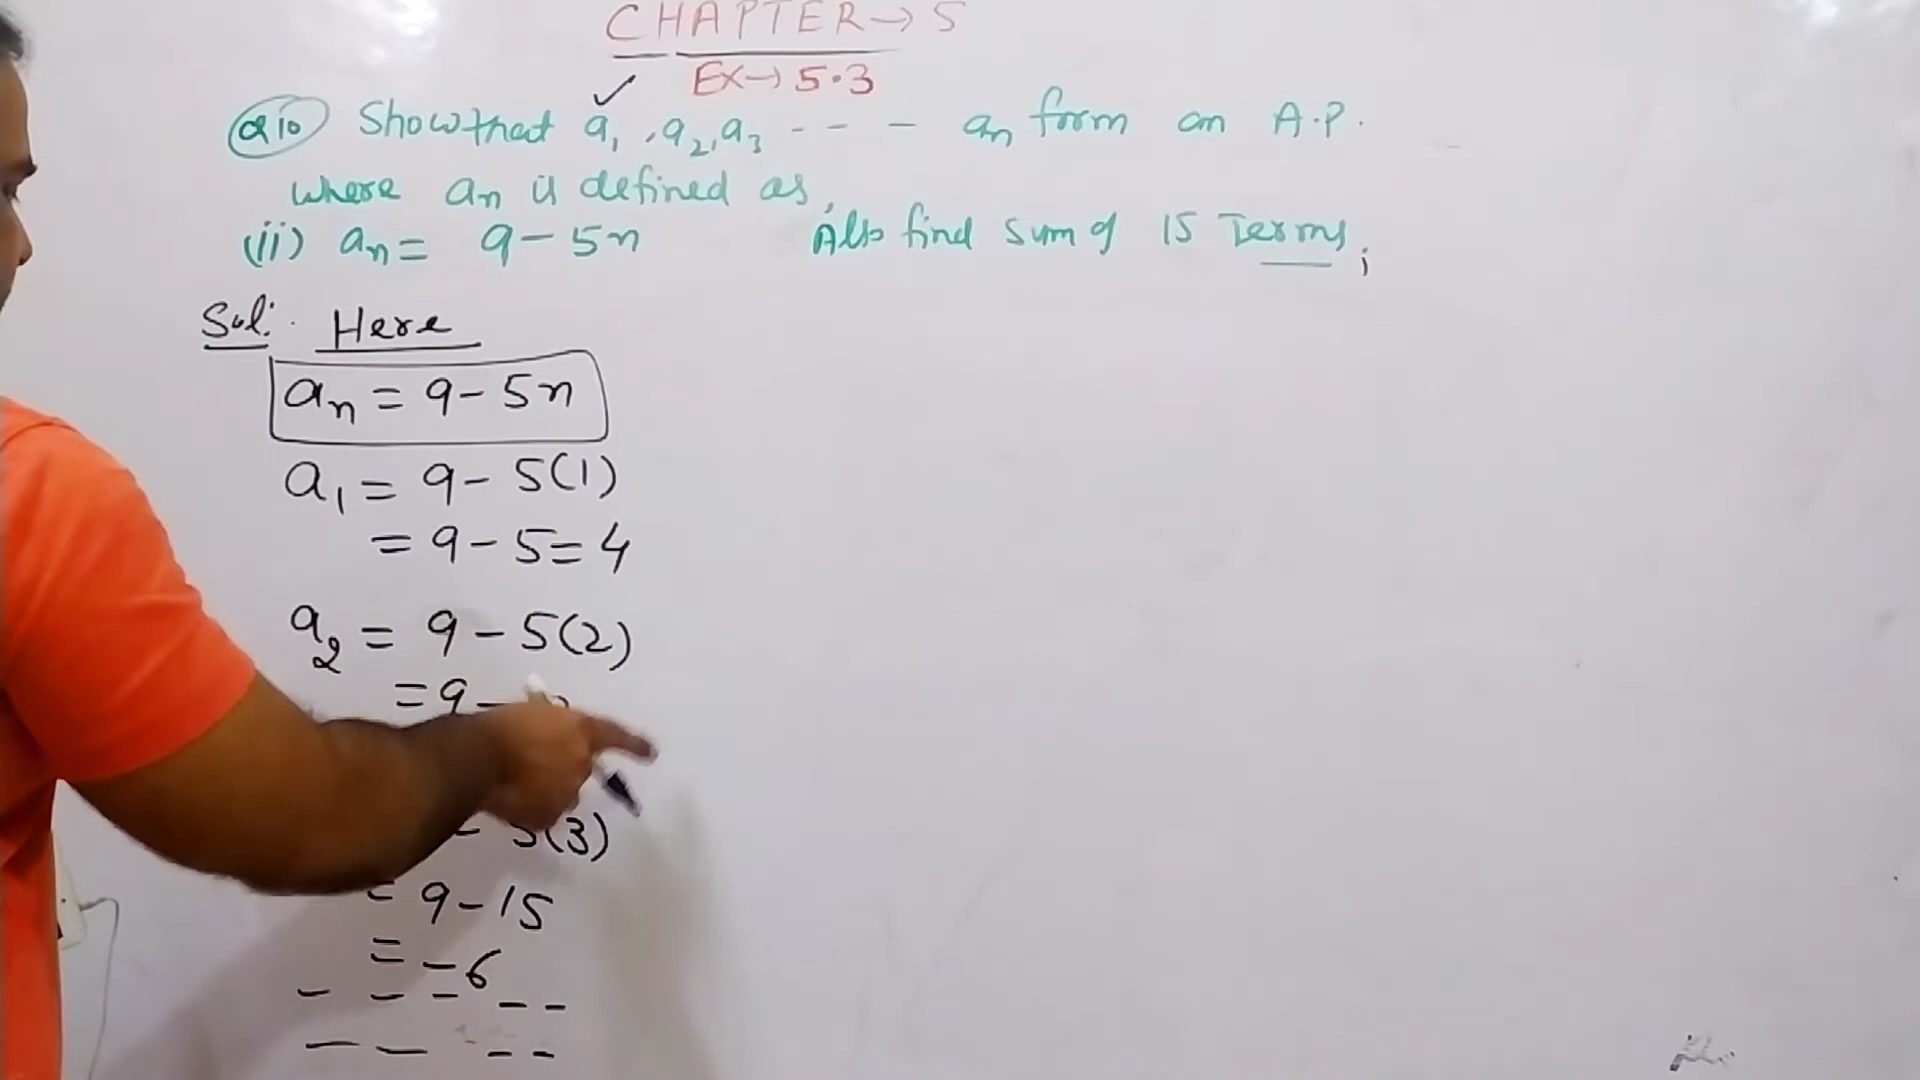 CHAPTER → 5
EX → 5.3
Q10 Show that a₁, a₂, a₃ - - - aₙ form an A.P.
where aₙ is defined as,
(ii) aₙ = 9 - 5n Also find sum of 15 Terms;
Sol: Here
aₙ = 9 - 5n
a₁ = 9 - 5(1)
= 9 - 5 = 4
a₂ = 9 - 5(2)
= 9 -
- 5(3)
= 9 - 15
= -6
- - - - -
- - - -